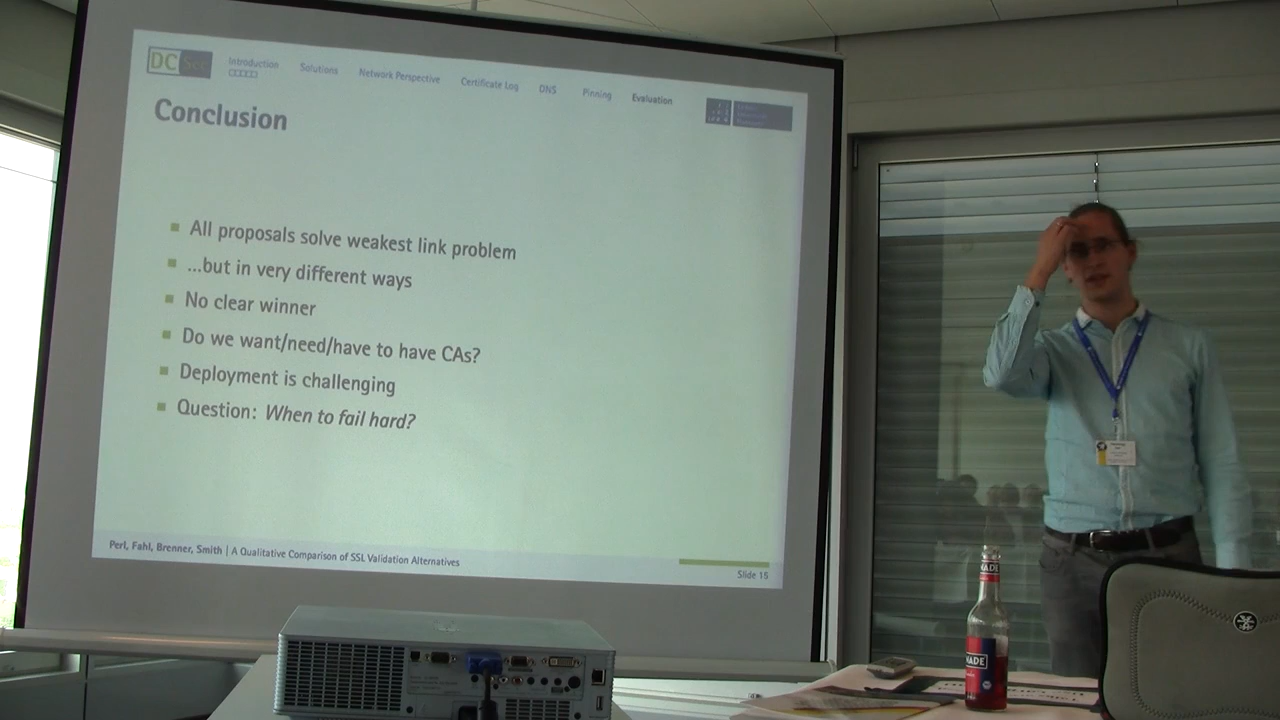 DC Sec
Introduction Solutions Network Perspective Certificate Log DNS Pinning Evaluation
Conclusion
All proposals solve weakest link problem
...but in very different ways
No clear winner
Do we want/need/have to have CAs?
Deployment is challenging
Question: When to fail hard?
Perl, Fahl, Brenner, Smith | A Qualitative Comparison of SSL Validation Alternatives
Slide 15